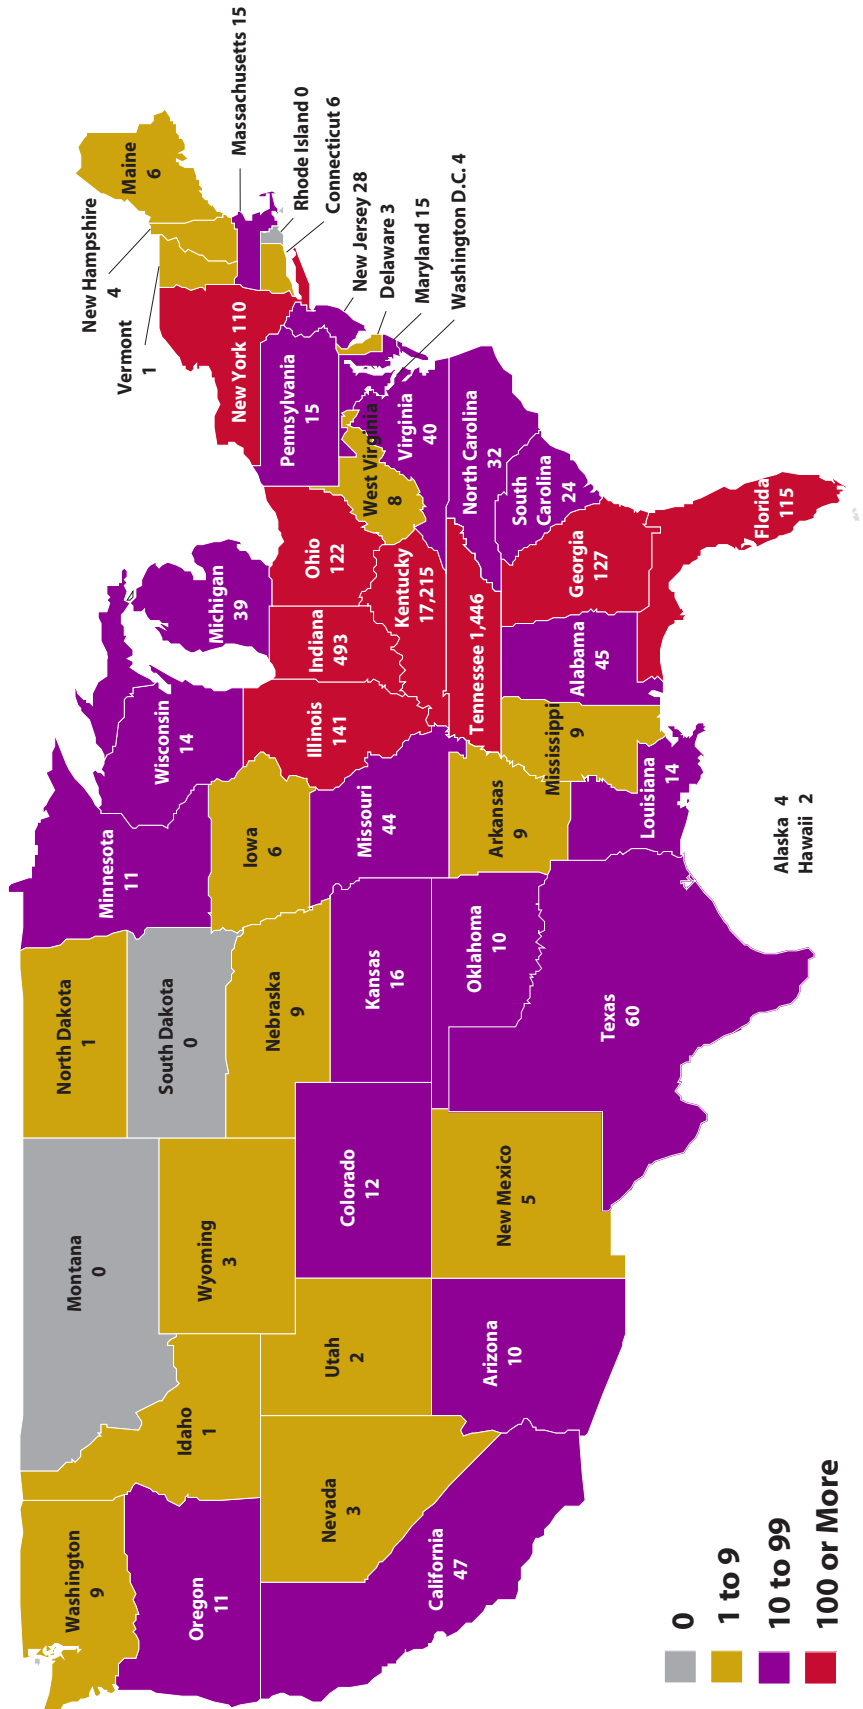 Washington
9
Oregon
11
California
47
Nevada
3
Idaho
1
Montana
0
Wyoming
3
Utah
2
Arizona
10
Colorado
12
New Mexico
5
North Dakota
1
South Dakota
0
Nebraska
9
Kansas
16
Oklahoma
10
Texas
60
Minnesota
11
Iowa
6
Missouri
44
Arkansas
9
Louisiana
14
Wisconsin
14
Illinois
141
Michigan
39
Indiana
493
Ohio
122
Kentucky
17,215
Tennessee 1,446
Mississippi
9
Alabama
45
Georgia
127
Florida
115
South
Carolina
24
North Carolina
32
Virginia
40
West Virginia
8
Pennsylvania
15
New York 110
Vermont
1
New Hampshire
4
Maine
6
Massachusetts 15
Rhode Island 0
Connecticut 6
New Jersey 28
Delaware 3
Maryland 15
Washington D.C. 4
Alaska 4
Hawaii 2
0
1 to 9
10 to 99
100 or More